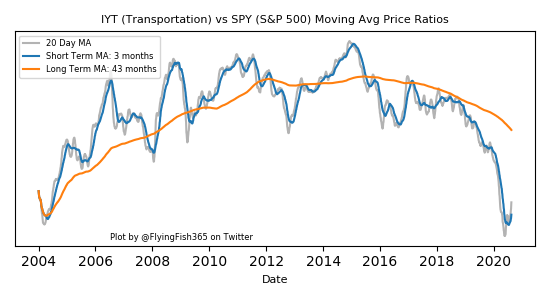 IYT (Transportation) vs SPY (S&P 500) Moving Avg Price Ratios
20 Day MA
Short Term MA: 3 months
Long Term MA: 43 months
Plot by @FlyingFish365 on Twitter
2004 2006 2008 2010 2012 2014 2016 2018 2020
Date